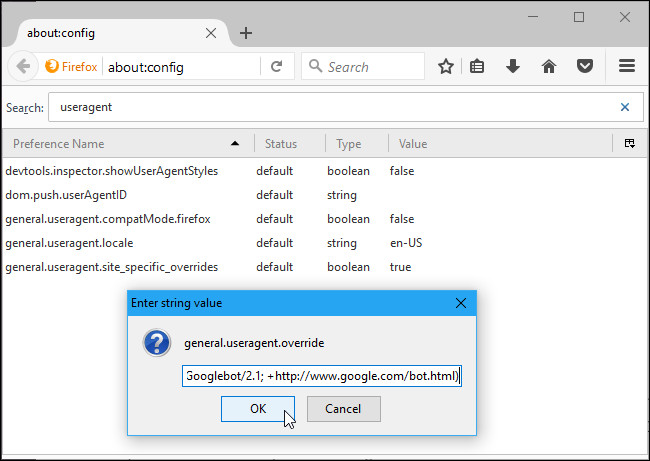 about:config
Firefox
about:config
Search
Search:
useragent
Preference Name Status Type Value
devtools.inspector.showUserAgentStyles default boolean false
dom.push.userAgentID default string
general.useragent.compatMode.firefox default boolean false
general.useragent.locale default string en-US
general.useragent.site_specific_overrides default boolean true
Enter string value
general.useragent.override
Googlebot/2.1; +http://www.google.com/bot.html)
OK Cancel